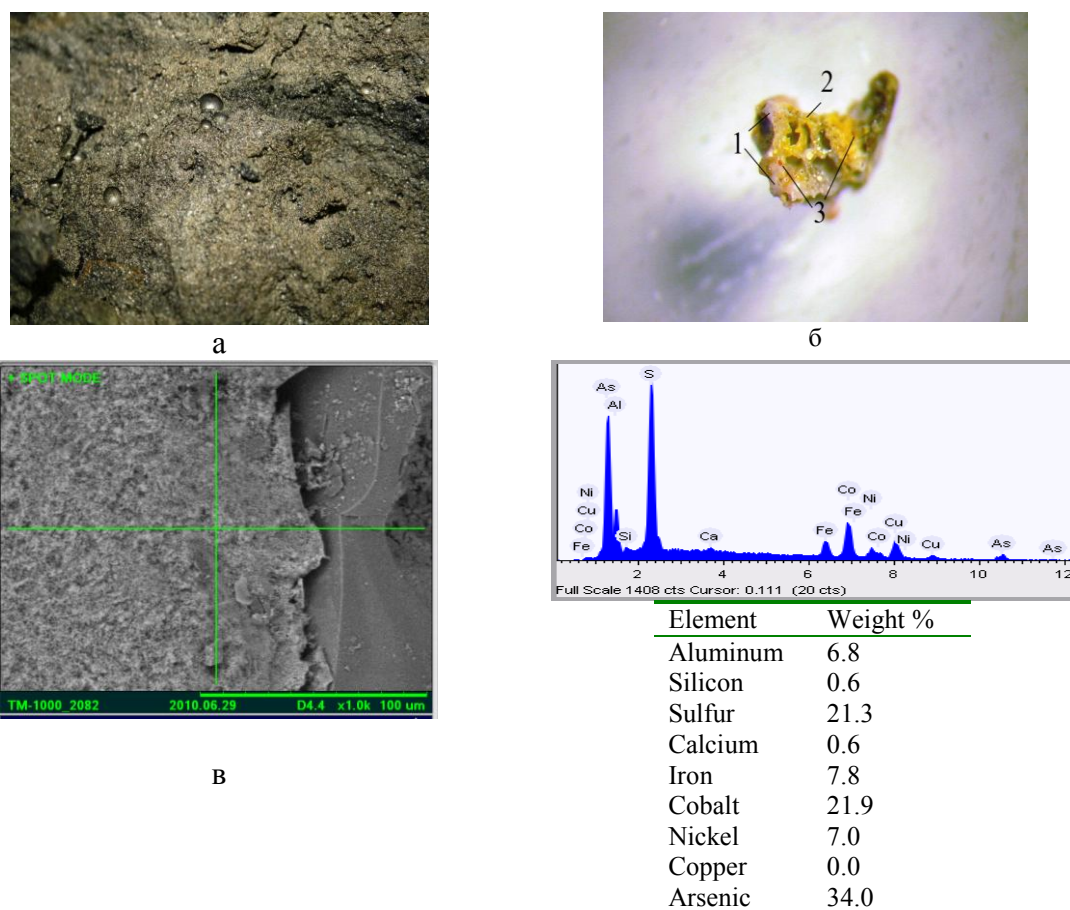 2
1
3
а
б
+ SPOT MODE
TM-1000_2082 2010.06.29 D4.4 x1.0k 100 um
в
S
As
Al
Ni
Cu
Co
Fe
Si
Ca
Fe
Co
Fe
Ni
Co
Cu
Ni
Cu
As
As
2 4 6 8 10 12
Full Scale 1408 cts Cursor: 0.111 (20 cts)
Element Weight %
Aluminum 6.8
Silicon 0.6
Sulfur 21.3
Calcium 0.6
Iron 7.8
Cobalt 21.9
Nickel 7.0
Copper 0.0
Arsenic 34.0